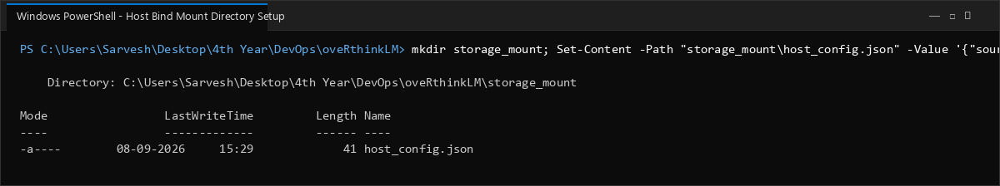 Windows PowerShell - Host Bind Mount Directory Setup
PS C:\Users\Sarvesh\Desktop\4th Year\DevOps\oveRthinkLM> mkdir storage_mount; Set-Content -Path "storage_mount\host_config.json" -Value '{"sour
Directory: C:\Users\Sarvesh\Desktop\4th Year\DevOps\oveRthinkLM\storage_mount
Mode LastWriteTime Length Name
---- ------------- ------ ----
-a---- 08-09-2026 15:29 41 host_config.json